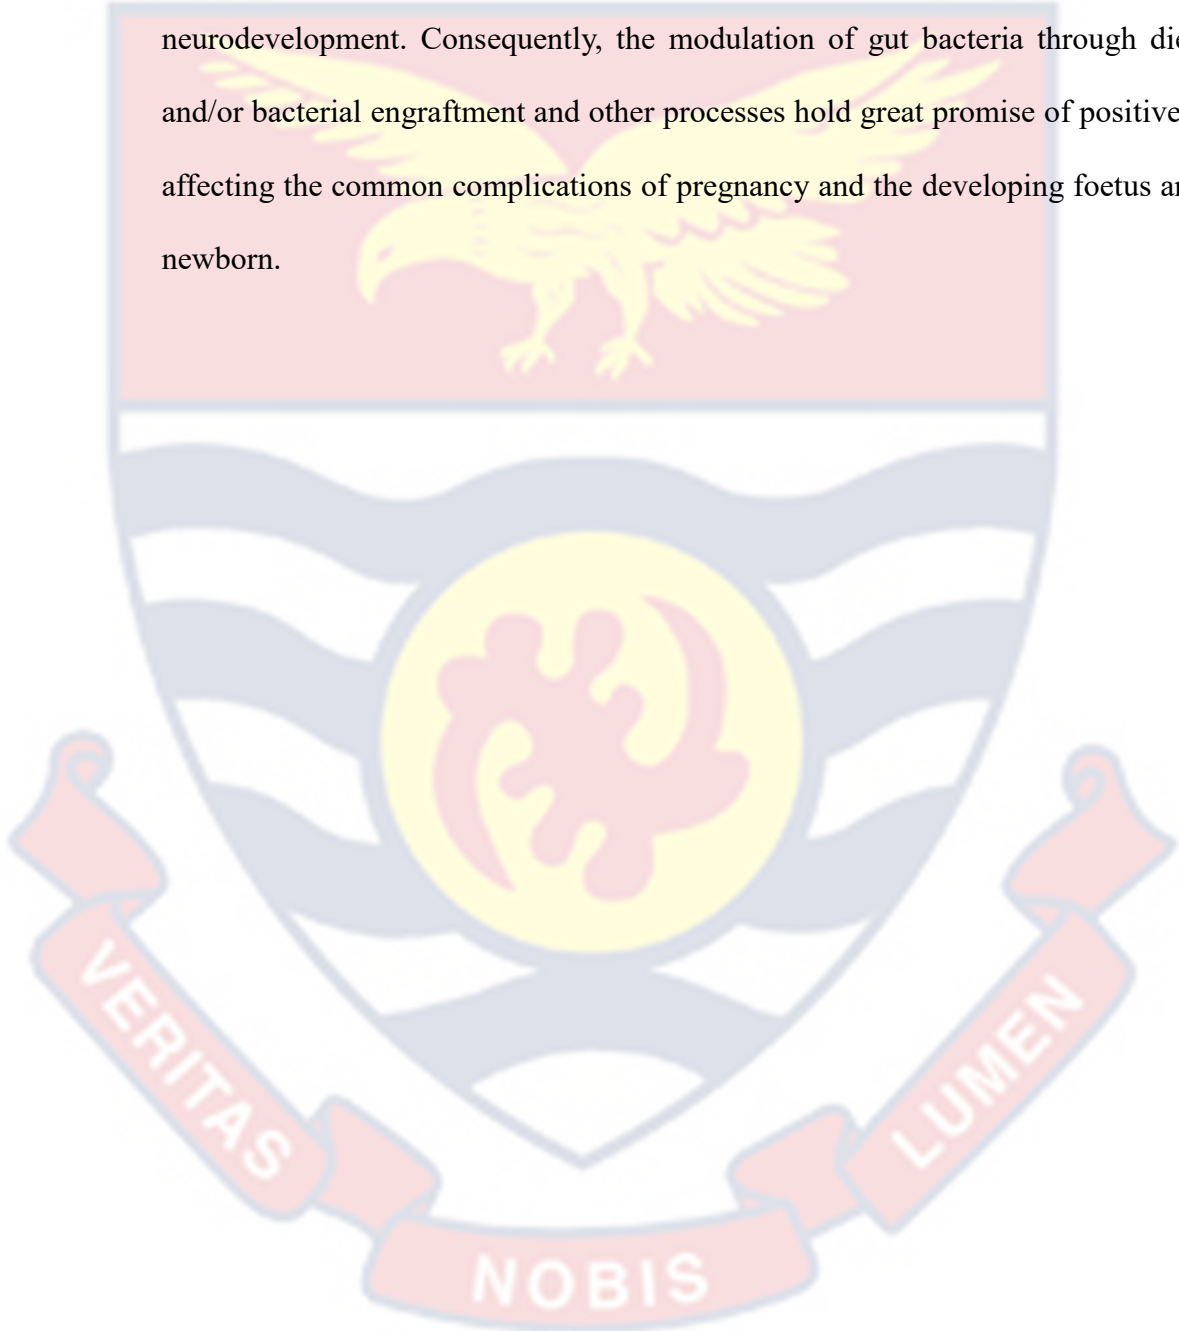 neurodevelopment. Consequently, the modulation of gut bacteria through die
and/or bacterial engraftment and other processes hold great promise of positive
affecting the common complications of pregnancy and the developing foetus
newborn.
VERITAS
NOBIS
LUMEN